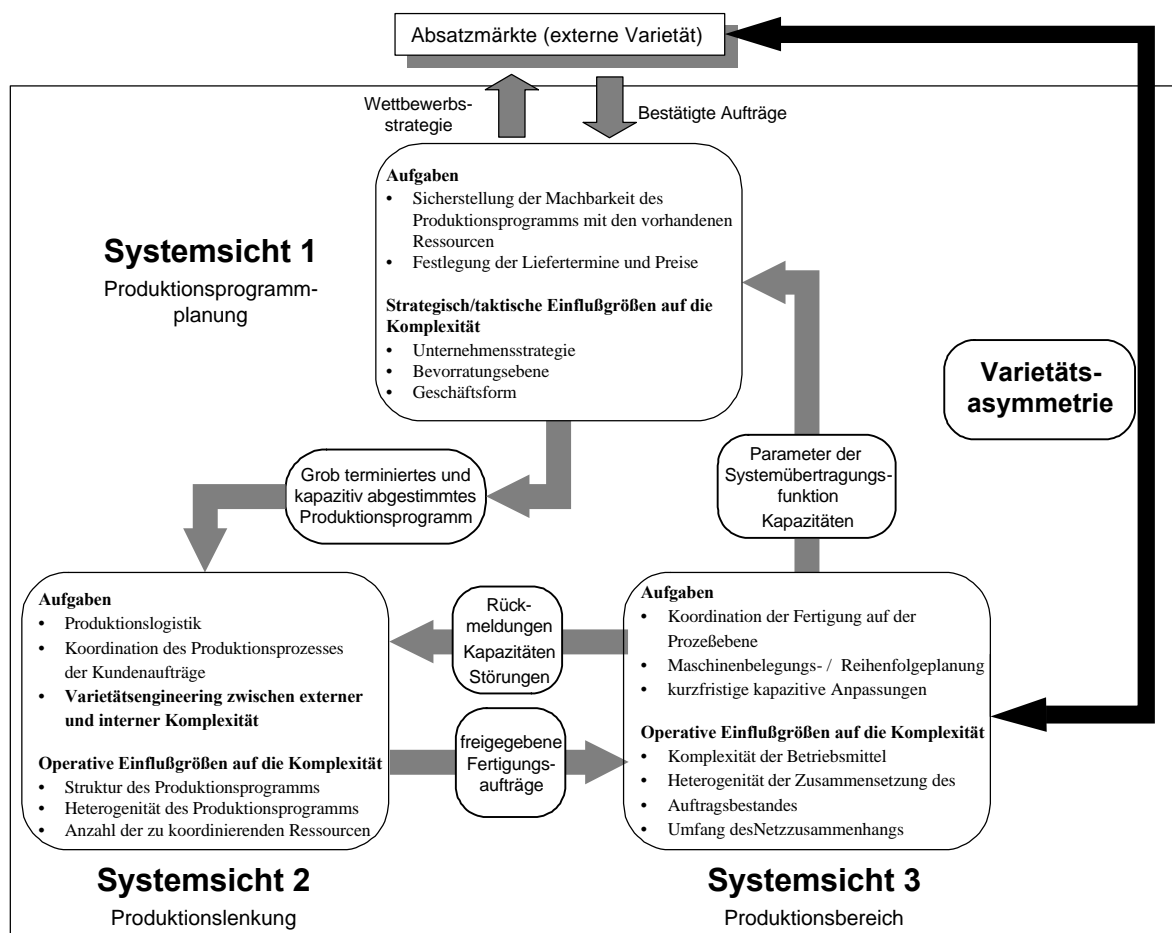 Absatzmärkte (externe Varietät)
Wettbewerbs-
strategie
Bestätigte Aufträge
Systemsicht 1
Produktionsprogramm-
planung
Aufgaben
• Sicherstellung der Machbarkeit des
Produktionsprogramms mit den vorhandenen
Ressourcen
• Festlegung der Liefertermine und Preise
Strategisch/taktische Einflußgrößen auf die
Komplexität
• Unternehmensstrategie
• Bevorratungsebene
• Geschäftsform
Varietäts-
asymmetrie
Grob terminiertes und
kapazitiv abgestimmtes
Produktionsprogramm
Parameter der
Systemübertragungs-
funktion
Kapazitäten
Aufgaben
• Produktionslogistik
• Koordination des Produktionsprozesses
der Kundenaufträge
• Varietätsengineering zwischen externer
und interner Komplexität
Operative Einflußgrößen auf die Komplexität
• Struktur des Produktionsprogramms
• Heterogenität des Produktionsprogramms
• Anzahl der zu koordinierenden Ressourcen
Systemsicht 2
Produktionslenkung
Rück-
meldungen
Kapazitäten
Störungen
freigegebene
Fertigungs-
aufträge
Aufgaben
• Koordination der Fertigung auf der
Prozeßebene
• Maschinenbelegungs- / Reihenfolgeplanung
• kurzfristige kapazitive Anpassungen
Operative Einflußgrößen auf die Komplexität
• Komplexität der Betriebsmittel
• Heterogenität der Zusammensetzung des
• Auftragsbestandes
• Umfang desNetzzusammenhangs
Systemsicht 3
Produktionsbereich